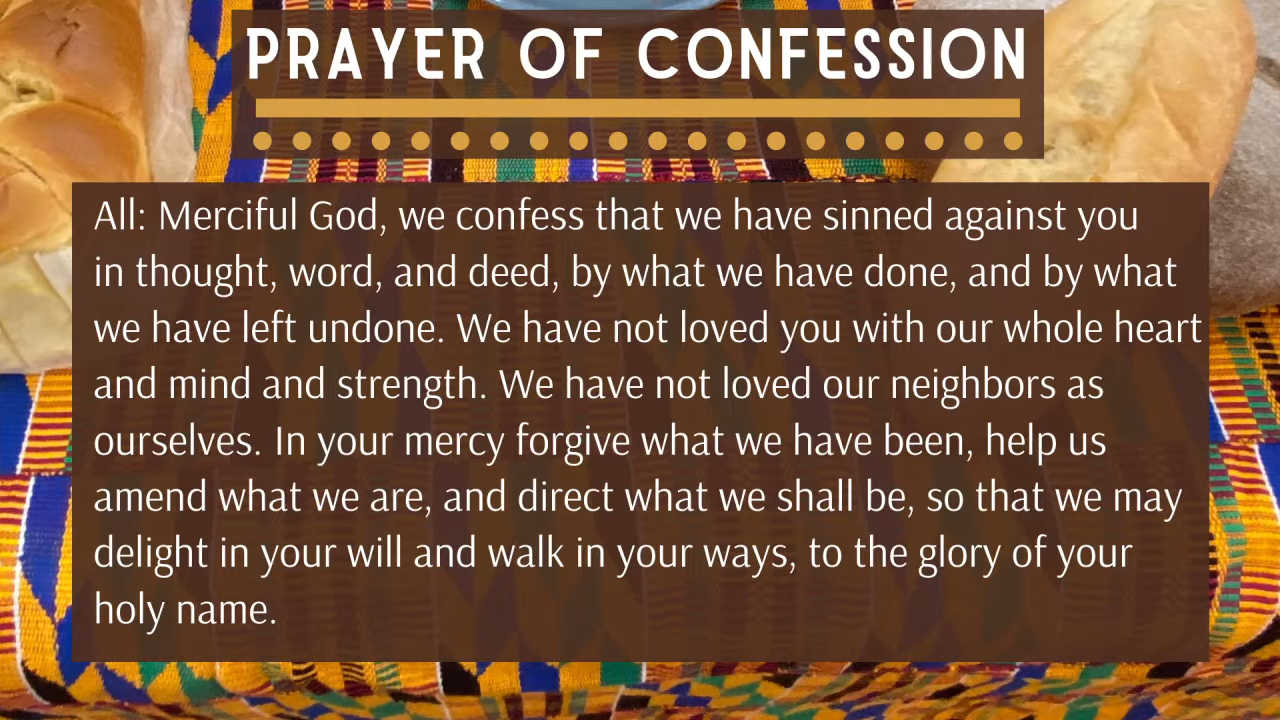 PRAYER OF CONFESSION
All: Merciful God, we confess that we have sinned against you
in thought, word, and deed, by what we have done, and by what
we have left undone. We have not loved you with our whole heart
and mind and strength. We have not loved our neighbors as
ourselves. In your mercy forgive what we have been, help us
amend what we are, and direct what we shall be, so that we may
delight in your will and walk in your ways, to the glory of your
holy name.